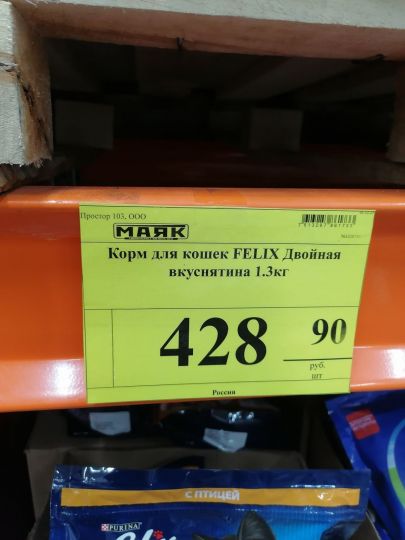 Простор 103, ООО
МАЯК
Корм для кошек FELIX Двойная
вкуснятина 1.3кг
428 90
руб.
шт
Россия
С ПТИЦЕЙ
PURINA